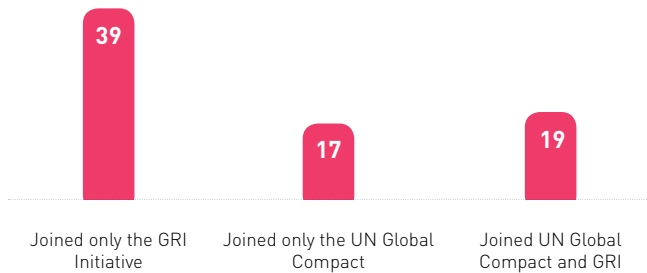 39
17
19
Joined only the GRI
Initiative
Joined only the UN Global
Compact
Joined UN Global
Compact and GRI